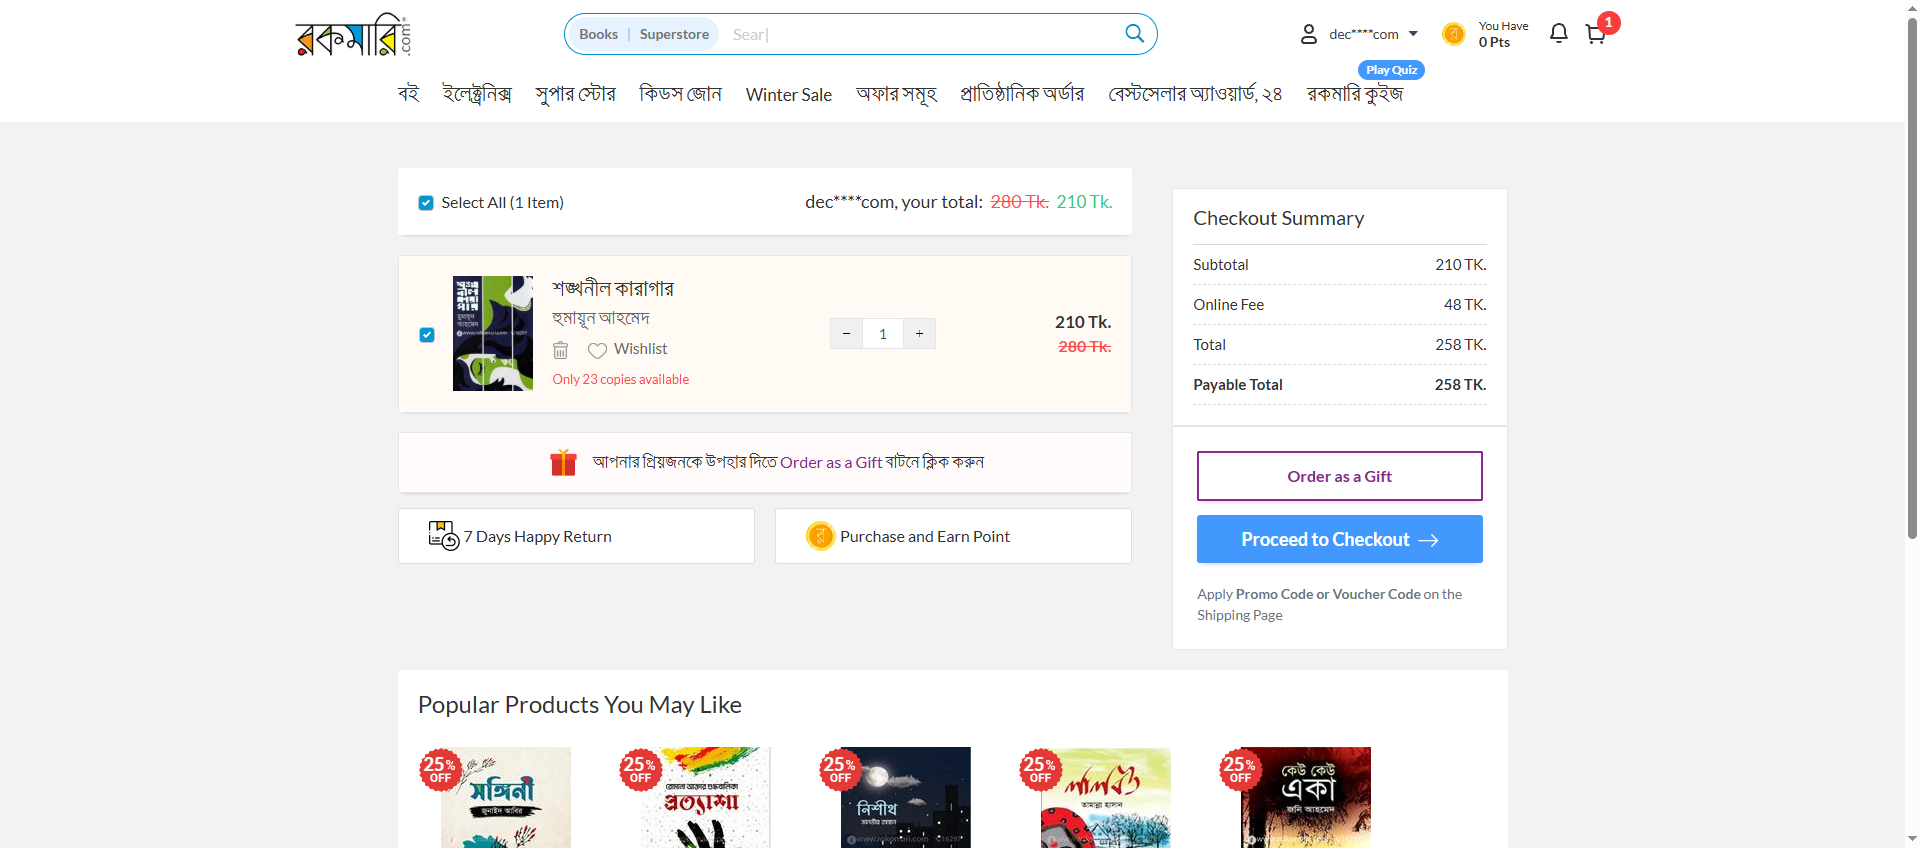 রকমারি.com
Books | Superstore Sear
dec****com
You Have
0 Pts
1
Play Quiz
বই ইলেক্ট্রনিক্স সুপার স্টোর কিডস জোন Winter Sale অফার সমূহ প্রাতিষ্ঠানিক অর্ডার বেস্টসেলার অ্যাওয়ার্ড, ২৪ রকমারি কুইজ
Select All (1 Item)
dec****com, your total: 280 Tk. 210 Tk.
শঙ্খনীল কারাগার
হুমায়ূন আহমেদ
Wishlist
Only 23 copies available
− 1 +
210 Tk.
280 Tk.
আপনার প্রিয়জনকে উপহার দিতে Order as a Gift বাটনে ক্লিক করুন
7 Days Happy Return
Purchase and Earn Point
Checkout Summary
Subtotal 210 TK.
Online Fee 48 TK.
Total 258 TK.
Payable Total 258 TK.
Order as a Gift
Proceed to Checkout →
Apply Promo Code or Voucher Code on the
Shipping Page
Popular Products You May Like
25% OFF
সঙ্গিনী
জুনাইদ আবির
25% OFF
প্রত্যাশা
25% OFF
নিশীথ
25% OFF
লালবউ
তামান্না হাসান
25% OFF
কেউ কেউ
একা
জনি আহমেদ